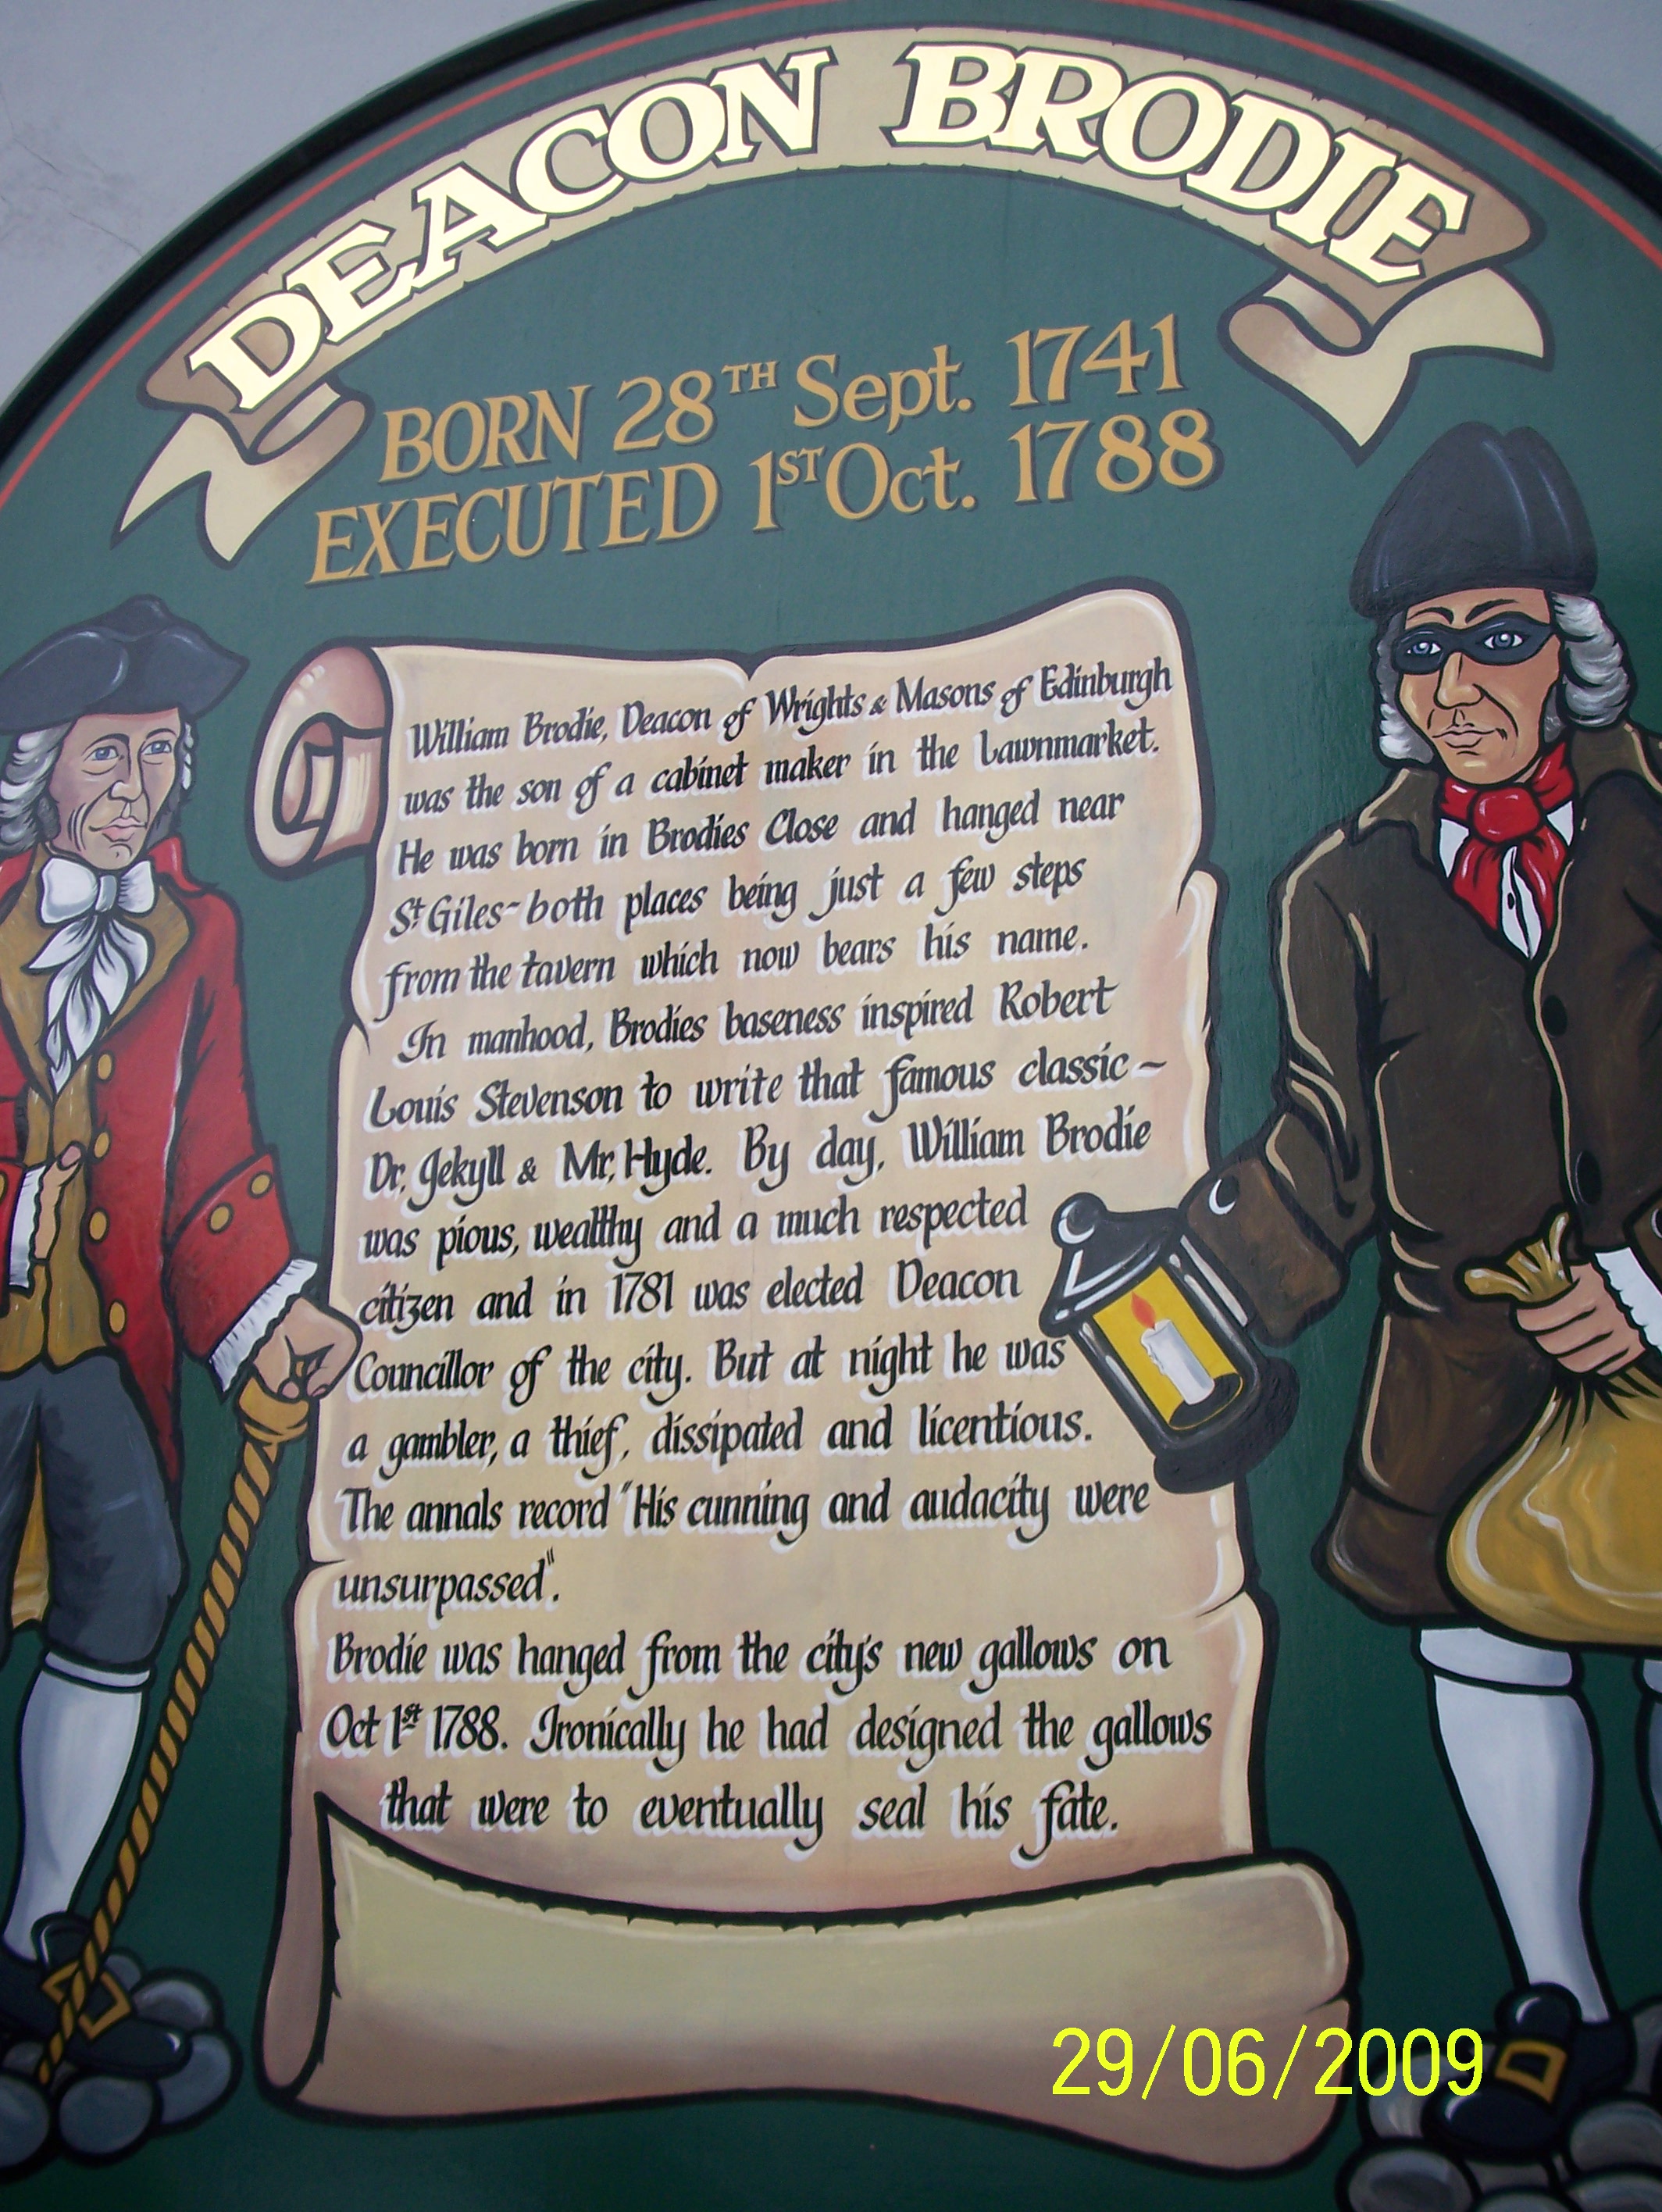 DEACON BRODIE
BORN 28TH Sept. 1741
EXECUTED 1ST Oct. 1788
William Brodie, Deacon of Wrights & Masons of Edinburgh
was the son of a cabinet maker in the Lawnmarket.
He was born in Brodies Close and hanged near
St Giles~both places being just a few steps
from the tavern which now bears his name.
In manhood, Brodies baseness inspired Robert
Louis Stevenson to write that famous classic~
Dr. Jekyll & Mr. Hyde. By day, William Brodie
was pious, wealthy and a much respected
citizen and in 1781 was elected Deacon
Councillor of the city. But at night he was
a gambler, a thief, dissipated and licentious.
The annals record "His cunning and audacity were
unsurpassed".
Brodie was hanged from the city's new gallows on
Oct 1st 1788. Ironically he had designed the gallows
that were to eventually seal his fate.
29/06/2009